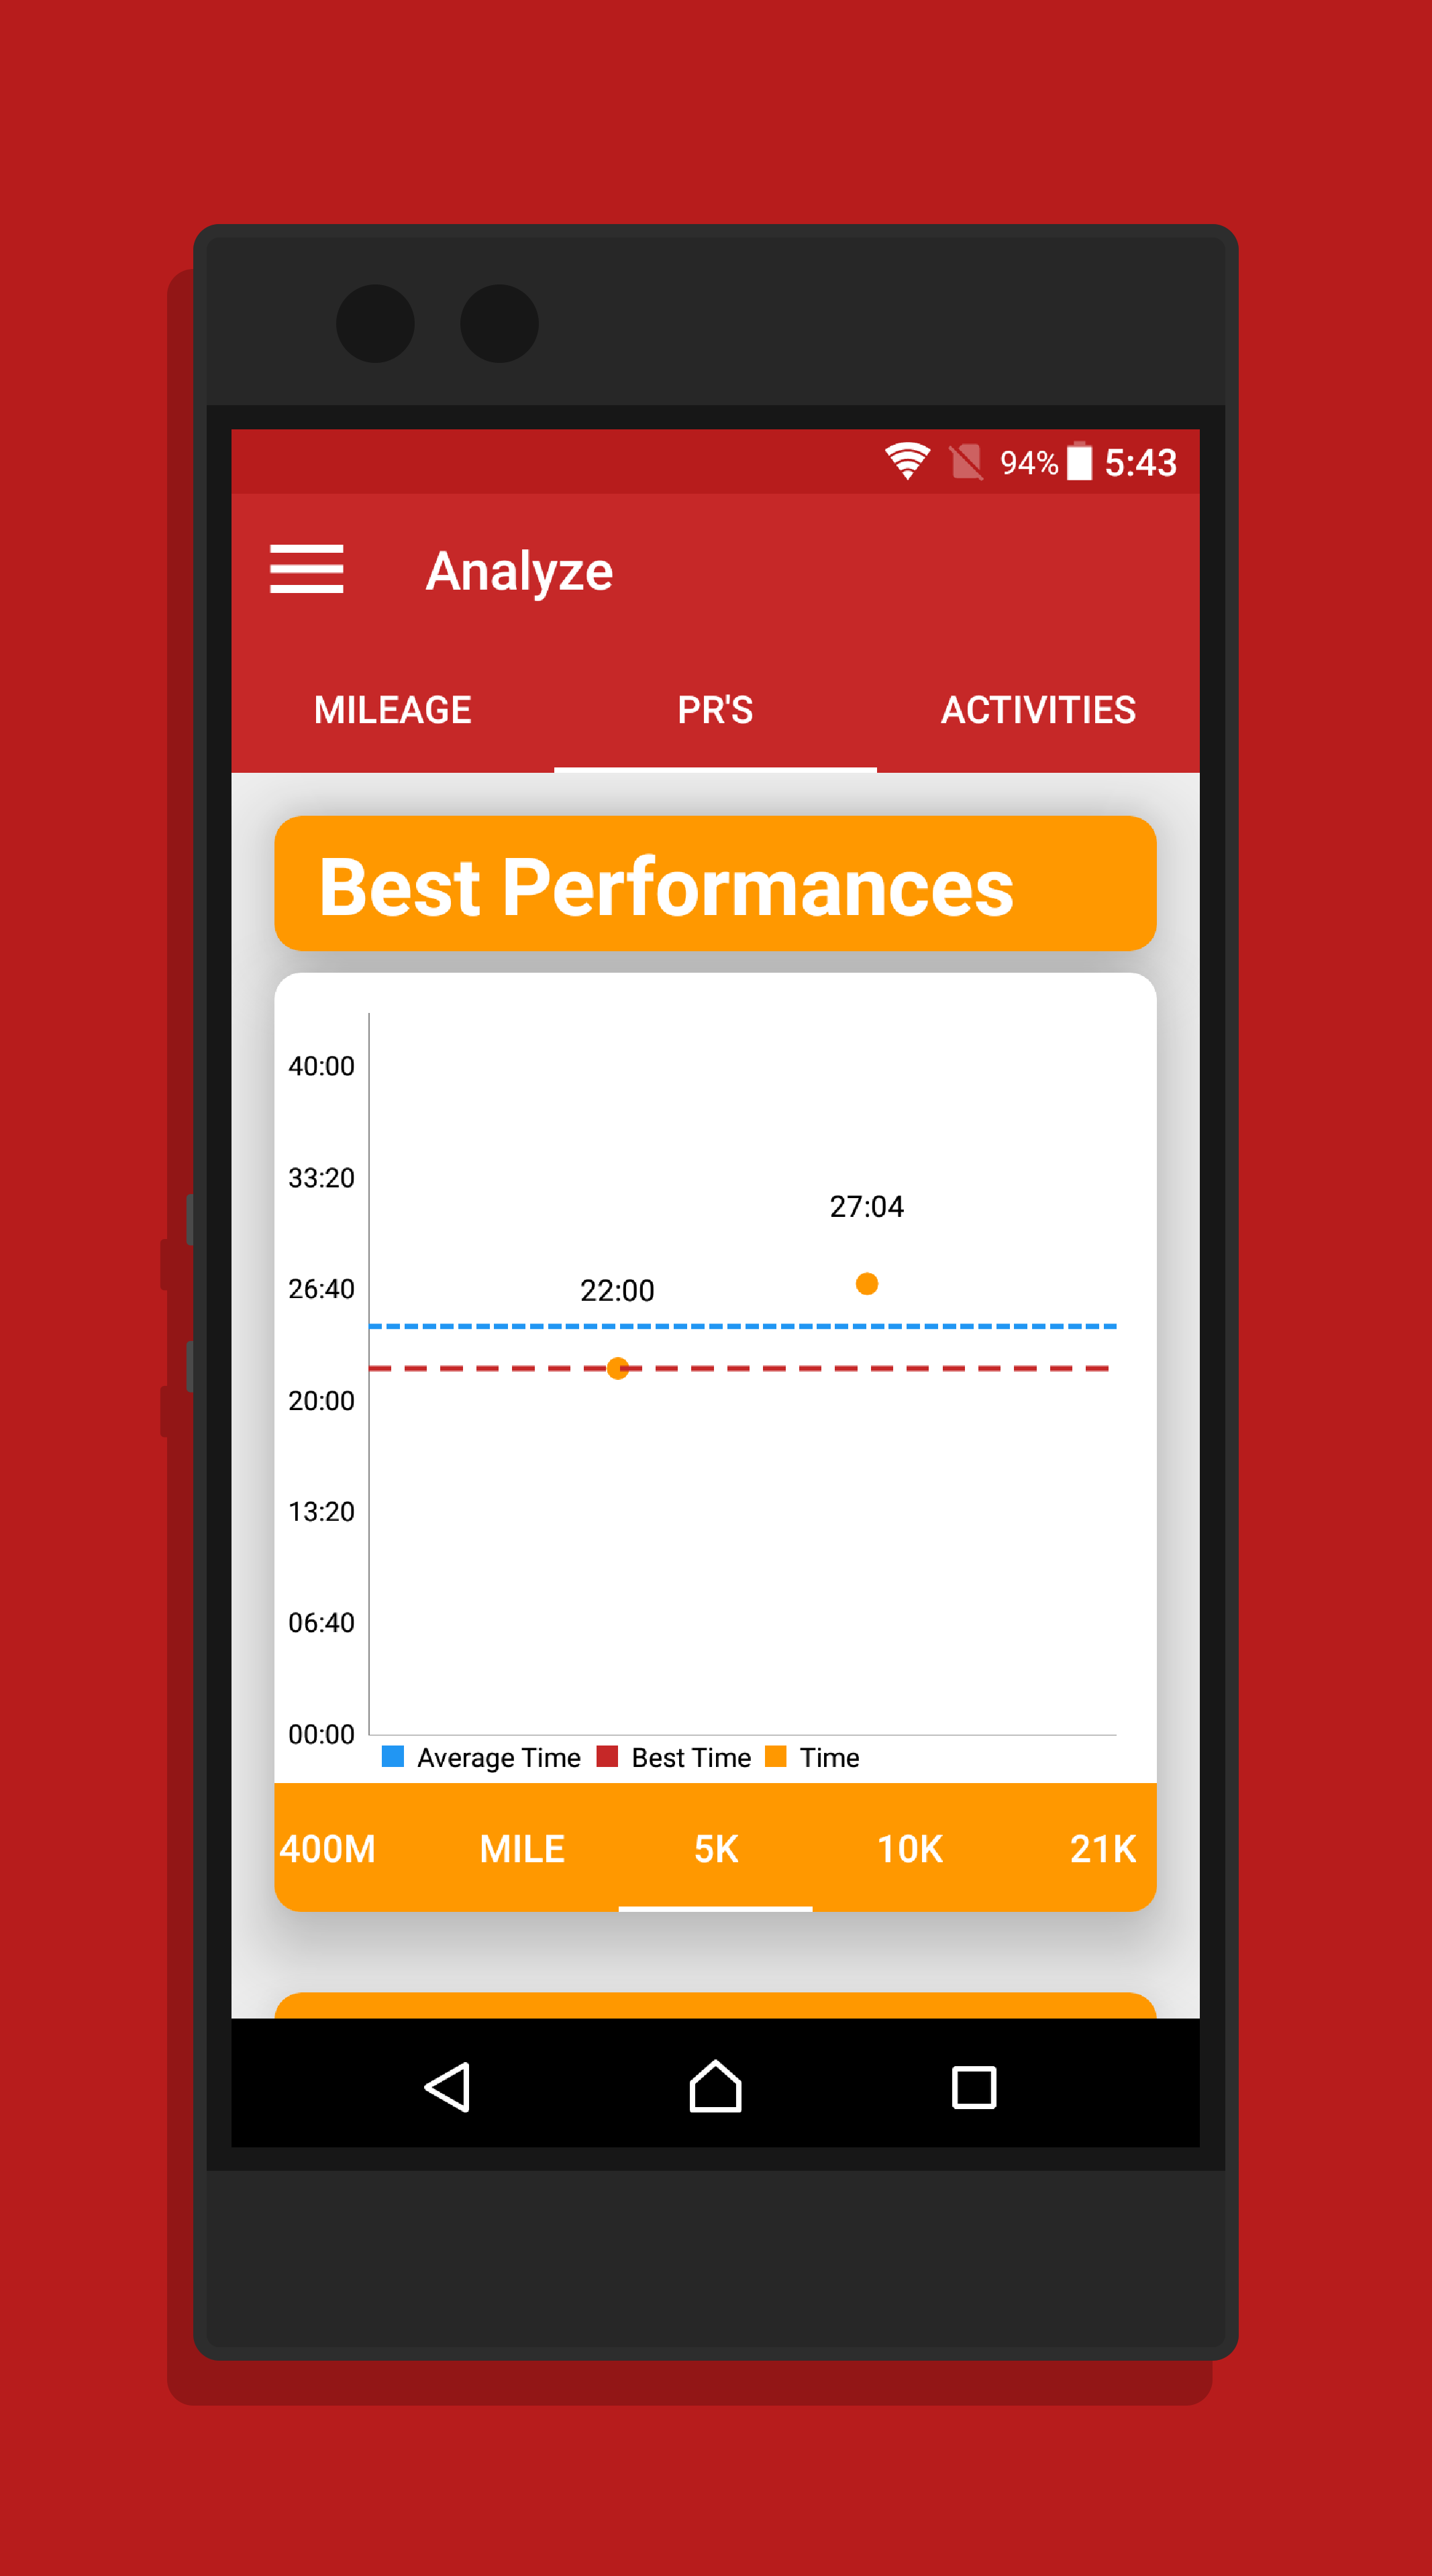 94% 5:43
Analyze
MILEAGE PR'S ACTIVITIES
Best Performances
40:00
33:20
27:04
26:40
22:00
20:00
13:20
06:40
00:00
Average Time Best Time Time
400M MILE 5K 10K 21K